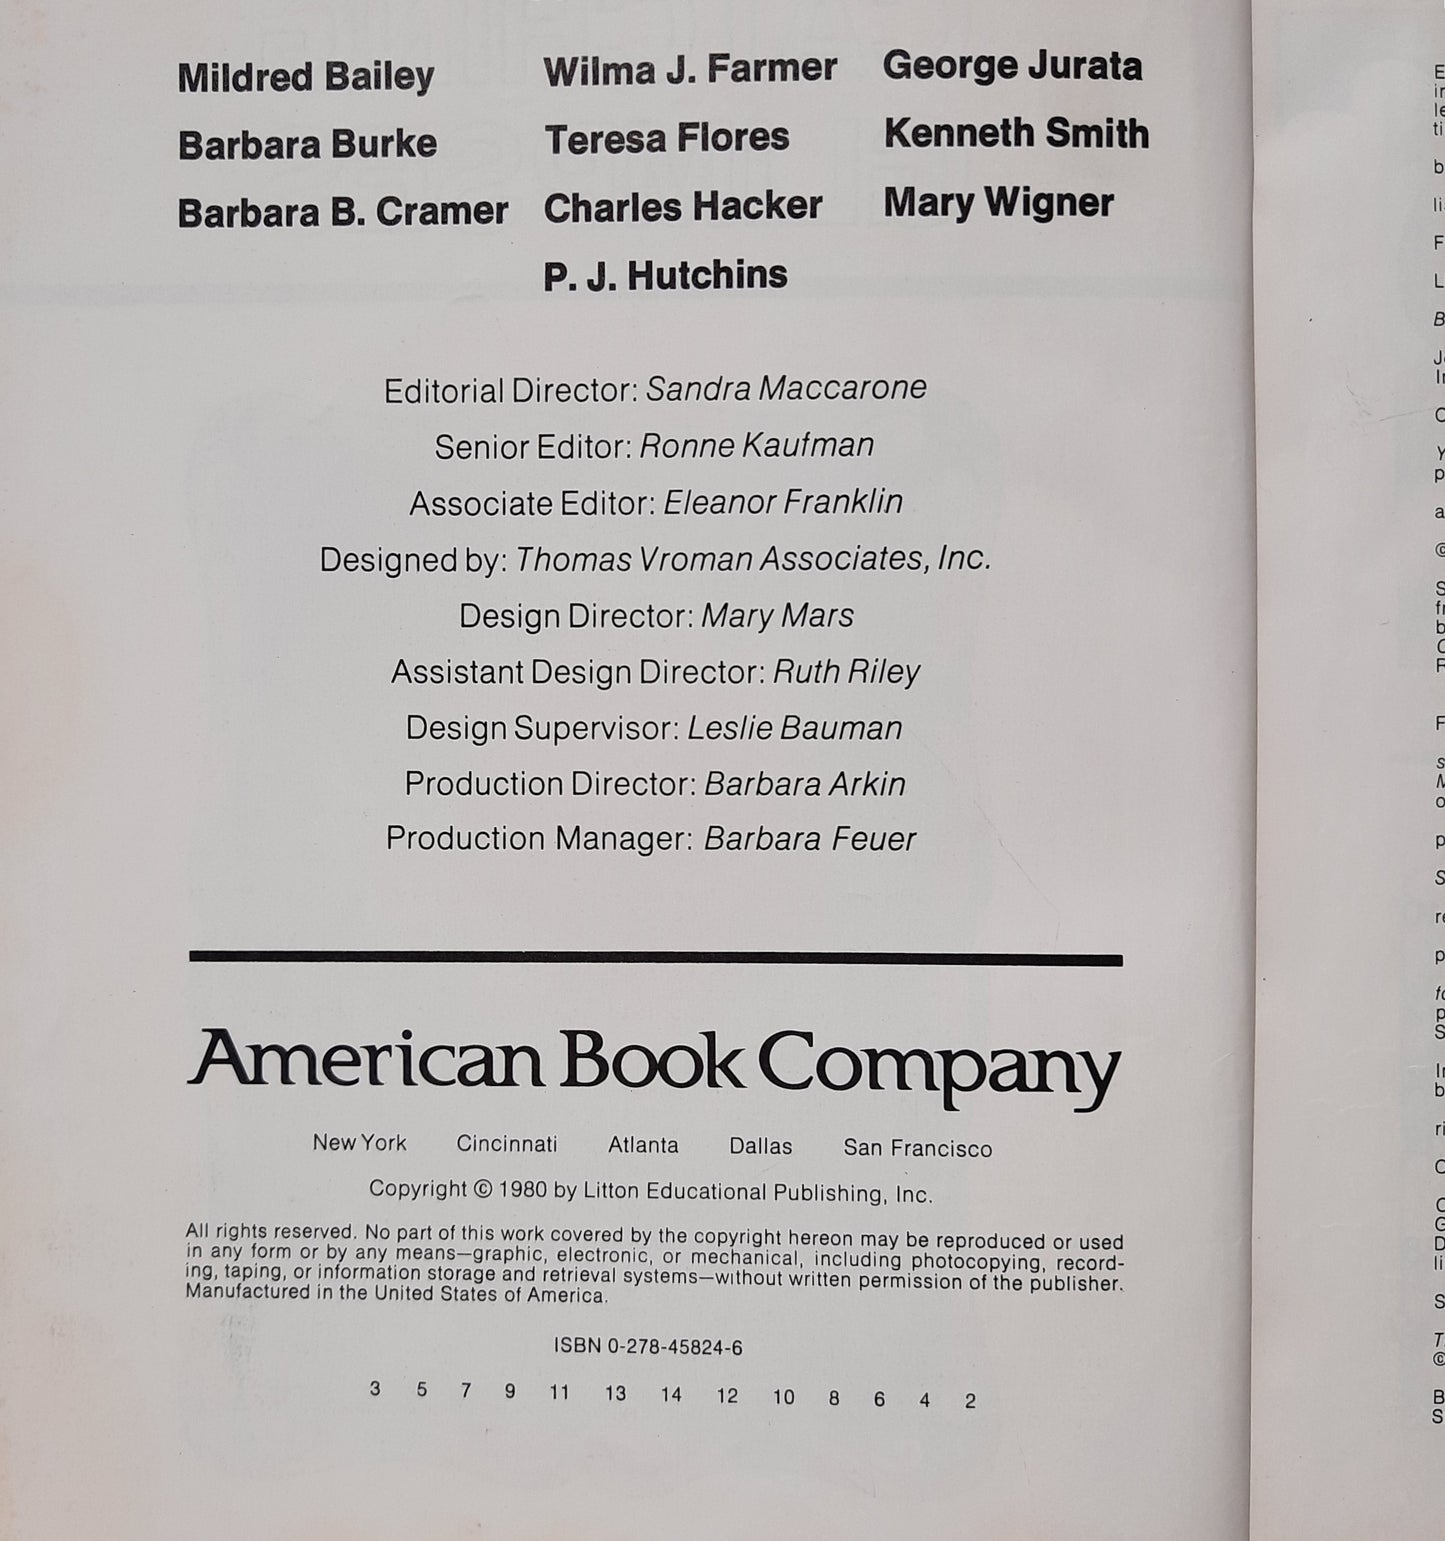 Mildred Bailey Wilma J. Farmer George Jurata
Barbara Burke Teresa Flores Kenneth Smith
Barbara B. Cramer Charles Hacker Mary Wigner
P. J. Hutchins
Editorial Director: Sandra Maccarone
Senior Editor: Ronne Kaufman
Associate Editor: Eleanor Franklin
Designed by: Thomas Vroman Associates, Inc.
Design Director: Mary Mars
Assistant Design Director: Ruth Riley
Design Supervisor: Leslie Bauman
Production Director: Barbara Arkin
Production Manager: Barbara Feuer
American Book Company
New York Cincinnati Atlanta Dallas San Francisco
Copyright © 1980 by Litton Educational Publishing, Inc.
All rights reserved. No part of this work covered by the copyright hereon may be reproduced or used
in any form or by any means—graphic, electronic, or mechanical, including photocopying, record-
ing, taping, or information storage and retrieval systems—without written permission of the publisher.
Manufactured in the United States of America.
ISBN 0-278-45824-6
3 5 7 9 11 13 14 12 10 8 6 4 2